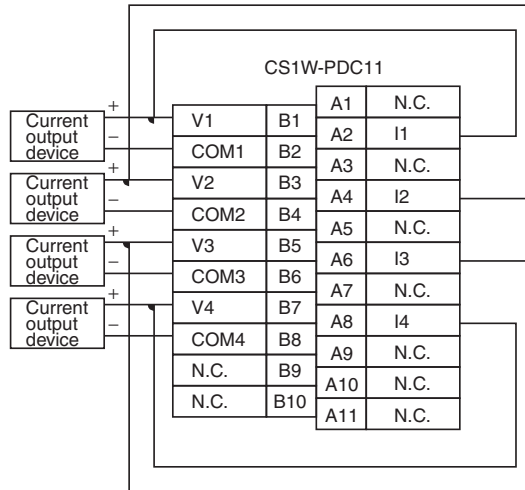 CS1W-PDC11
+
Current
output
device
−
+
Current
output
device
−
+
Current
output
device
−
+
Current
output
device
−
V1 B1
COM1 B2
V2 B3
COM2 B4
V3 B5
COM3 B6
V4 B7
COM4 B8
N.C. B9
N.C. B10
A1 N.C.
A2 I1
A3 N.C.
A4 I2
A5 N.C.
A6 I3
A7 N.C.
A8 I4
A9 N.C.
A10 N.C.
A11 N.C.